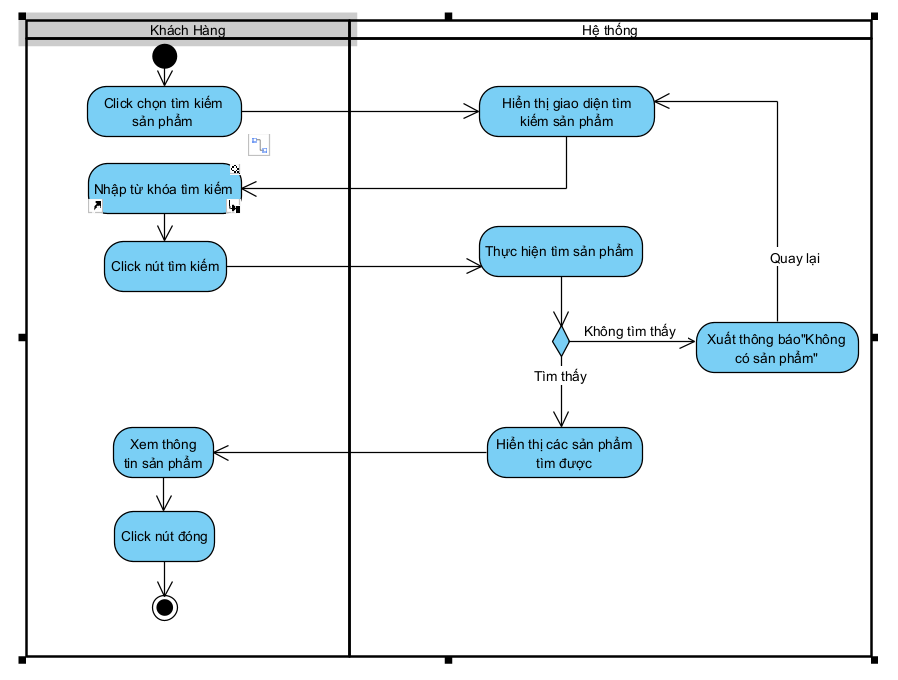 Khách Hàng
Hệ thống
Click chọn tìm kiếm
sản phẩm
Hiển thị giao diện tìm
kiếm sản phẩm
Nhập từ khóa tìm kiếm
Click nút tìm kiếm
Thực hiện tìm sản phẩm
Quay lại
Không tìm thấy
Xuất thông báo"Không
có sản phẩm"
Tìm thấy
Xem thông
tin sản phẩm
Hiển thị các sản phẩm
tìm được
Click nút đóng